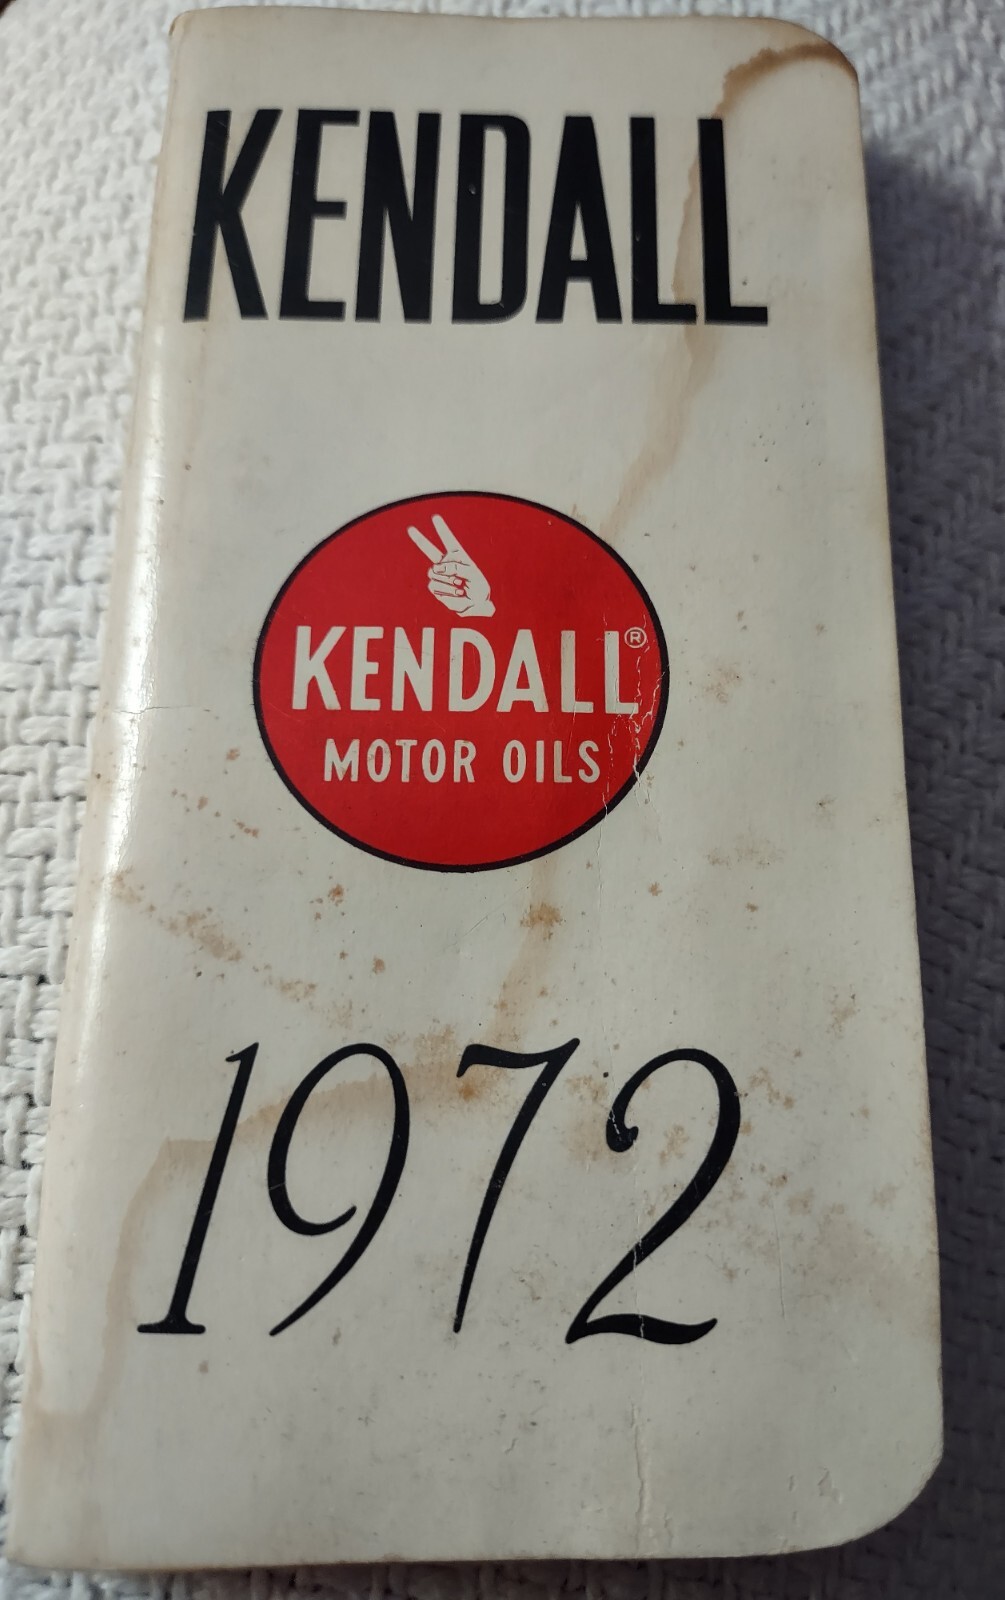 KENDALL
KENDALL®
MOTOR OILS
1972